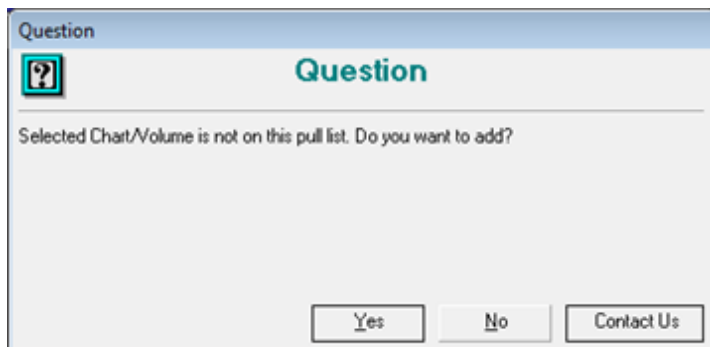 Question
Question
Selected Chart/Volume is not on this pull list. Do you want to add?
Yes No Contact Us